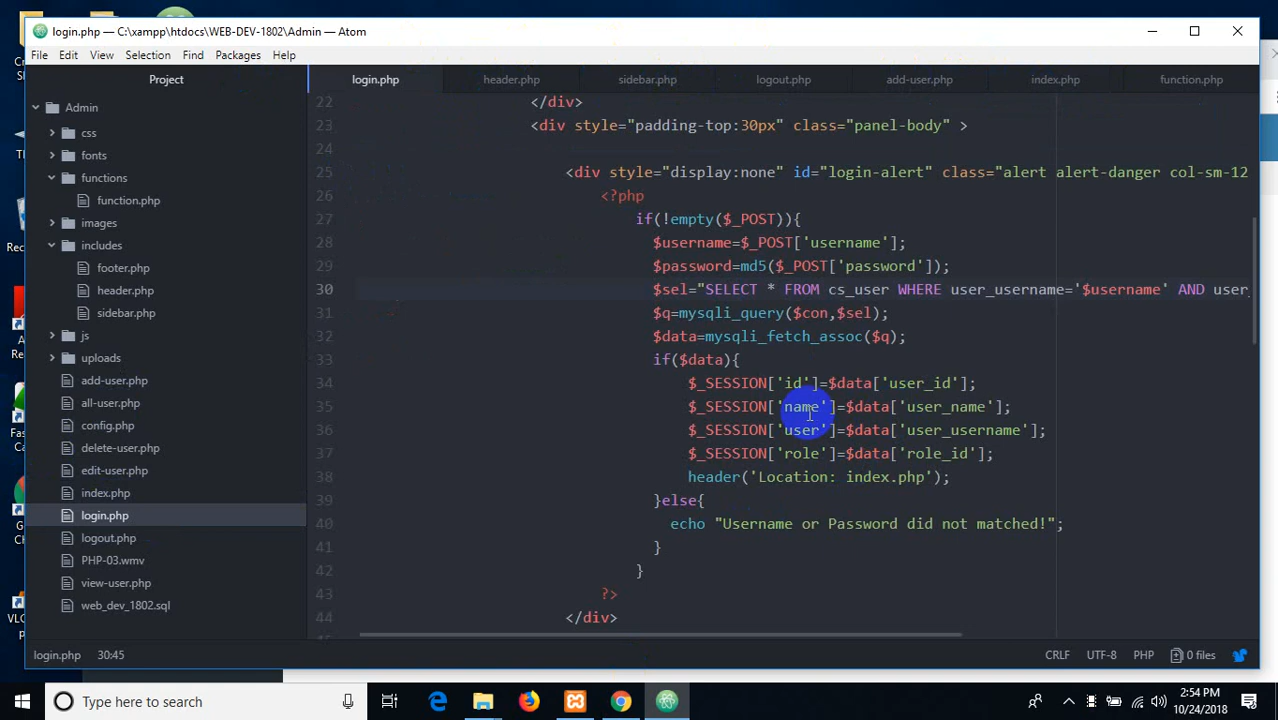 login.php — C:\xampp\htdocs\WEB-DEV-1802\Admin — Atom
File Edit View Selection Find Packages Help
Project
login.php header.php sidebar.php logout.php add-user.php index.php function.php
Admin
css
fonts
functions
function.php
images
includes
footer.php
header.php
sidebar.php
js
uploads
add-user.php
all-user.php
config.php
delete-user.php
edit-user.php
index.php
login.php
logout.php
PHP-03.wmv
view-user.php
web_dev_1802.sql
22 </div>
23 <div style="padding-top:30px" class="panel-body" >
24
25 <div style="display:none" id="login-alert" class="alert alert-danger col-sm-12
26 <?php
27 if(!empty($_POST)){
28 $username=$_POST['username'];
29 $password=md5($_POST['password']);
30 $sel="SELECT * FROM cs_user WHERE user_username='$username' AND user_
31 $q=mysqli_query($con,$sel);
32 $data=mysqli_fetch_assoc($q);
33 if($data){
34 $_SESSION['id']=$data['user_id'];
35 $_SESSION['name']=$data['user_name'];
36 $_SESSION['user']=$data['user_username'];
37 $_SESSION['role']=$data['role_id'];
38 header('Location: index.php');
39 }else{
40 echo "Username or Password did not matched!";
41 }
42 }
43 ?>
44 </div>
login.php 30:45 CRLF UTF-8 PHP 0 files
Type here to search
2:54 PM
10/24/2018